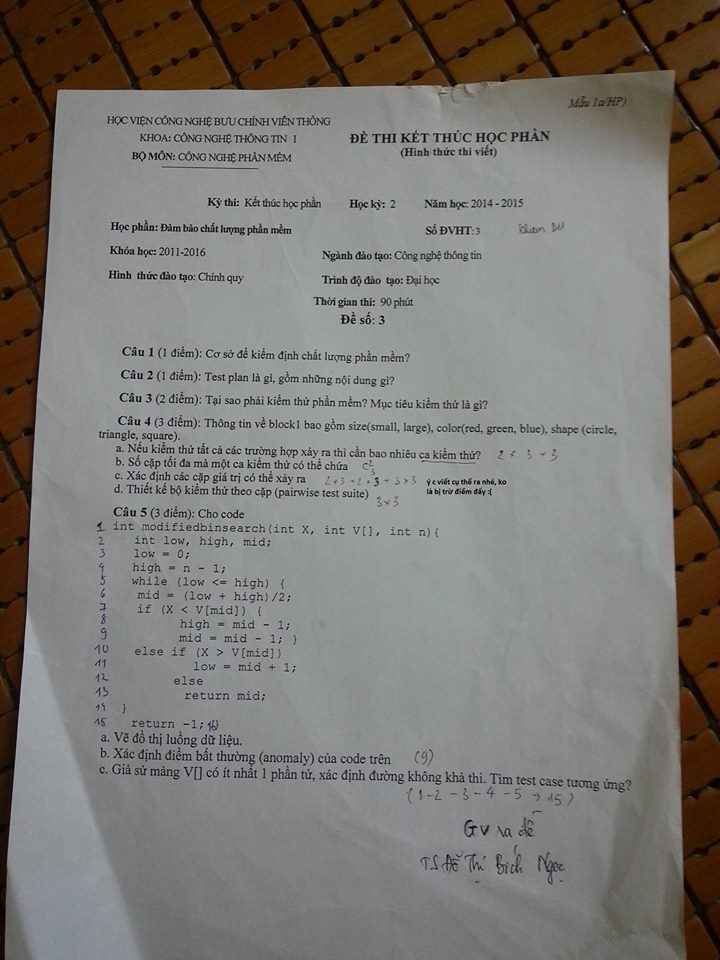 Mẫu 1a/HP)
HỌC VIỆN CÔNG NGHỆ BƯU CHÍNH VIỄN THÔNG
KHOA: CÔNG NGHỆ THÔNG TIN 1
BỘ MÔN: CÔNG NGHỆ PHẦN MỀM
ĐỀ THI KẾT THÚC HỌC PHẦN
(Hình thức thi viết)
Kỳ thi: Kết thúc học phần Học kỳ: 2 Năm học: 2014 - 2015
Học phần: Đảm bảo chất lượng phần mềm Số ĐVHT: 3
Khóa học: 2011-2016 Ngành đào tạo: Công nghệ thông tin
Hình thức đào tạo: Chính quy Trình độ đào tạo: Đại học
Thời gian thi: 90 phút
Đề số: 3
Câu 1 (1 điểm): Cơ sở để kiểm định chất lượng phần mềm?
Câu 2 (1 điểm): Test plan là gì, gồm những nội dung gì?
Câu 3 (2 điểm): Tại sao phải kiểm thử phần mềm? Mục tiêu kiểm thử là gì?
Câu 4 (3 điểm): Thông tin về block1 bao gồm size(small, large), color(red, green, blue), shape (circle,
triangle, square).
a. Nếu kiểm thử tất cả các trường hợp xảy ra thì cần bao nhiêu ca kiểm thử? 2 × 3 × 3
b. Số cặp tối đa mà một ca kiểm thử có thể chứa C²₃
c. Xác định các cặp giá trị có thể xảy ra 2×3 + 2×3 + 3×3 ý c viết cụ thể ra nhé, ko
là bị trừ điểm đấy :(
d. Thiết kế bộ kiểm thử theo cặp (pairwise test suite) 3×3
Câu 5 (3 điểm): Cho code
1 int modifiedbinsearch(int X, int V[], int n){
2 int low, high, mid;
3 low = 0;
4 high = n - 1;
5 while (low <= high) {
6 mid = (low + high)/2;
7 if (X < V[mid]) {
8 high = mid - 1;
9 mid = mid - 1; }
10 else if (X > V[mid])
11 low = mid + 1;
12 else
13 return mid;
14 }
15 return -1; 16}
a. Vẽ đồ thị luồng dữ liệu.
b. Xác định điểm bất thường (anomaly) của code trên (9)
c. Giả sử mảng V[] có ít nhất 1 phần tử, xác định đường không khả thi. Tìm test case tương ứng?
(1-2-3-4-5→15)
GV ra đề
TS Đỗ Thị Bích Ngọc